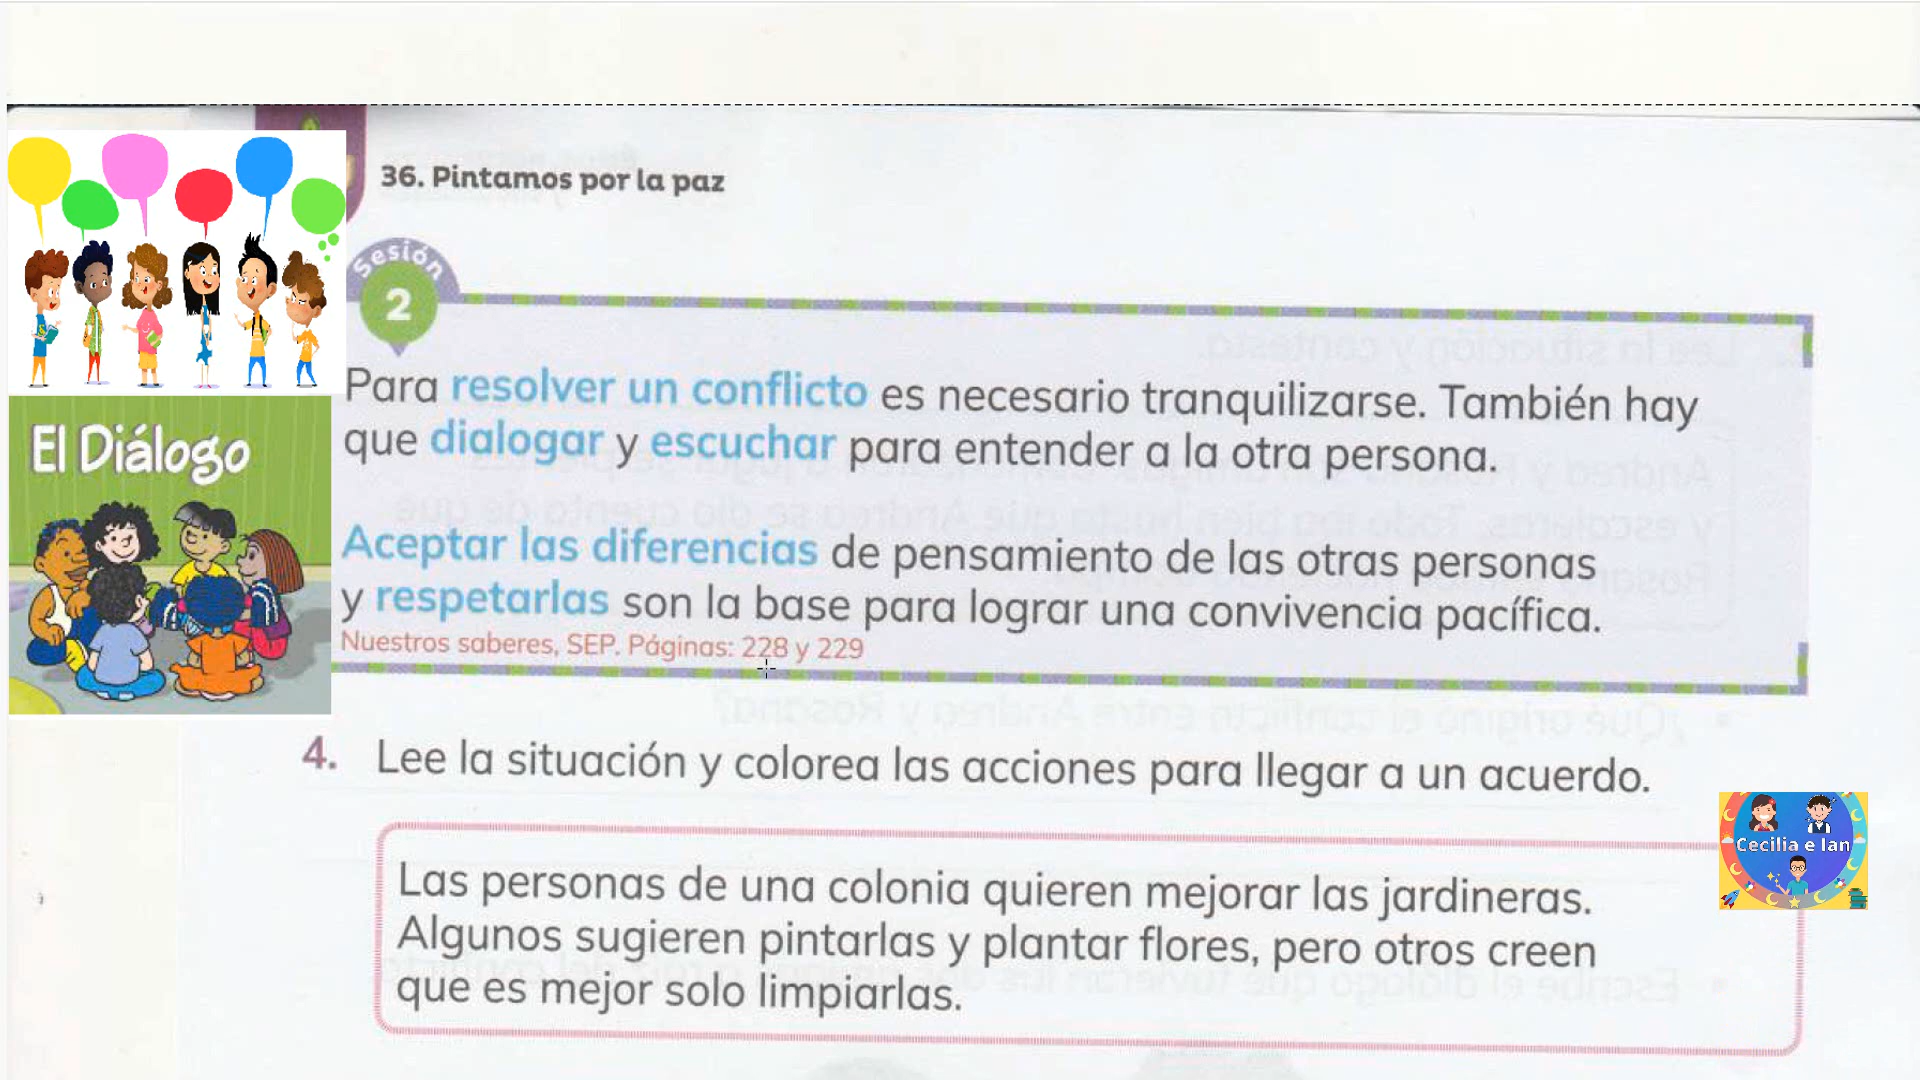 36. Pintamos por la paz
Sesión
2
Para resolver un conflicto es necesario tranquilizarse. También hay
que dialogar y escuchar para entender a la otra persona.
El Diálogo
Aceptar las diferencias de pensamiento de las otras personas
y respetarlas son la base para lograr una convivencia pacífica.
Nuestros saberes, SEP. Páginas: 228 y 229
4. Lee la situación y colorea las acciones para llegar a un acuerdo.
Cecilia e Ian
Las personas de una colonia quieren mejorar las jardineras.
Algunos sugieren pintarlas y plantar flores, pero otros creen
que es mejor solo limpiarlas.